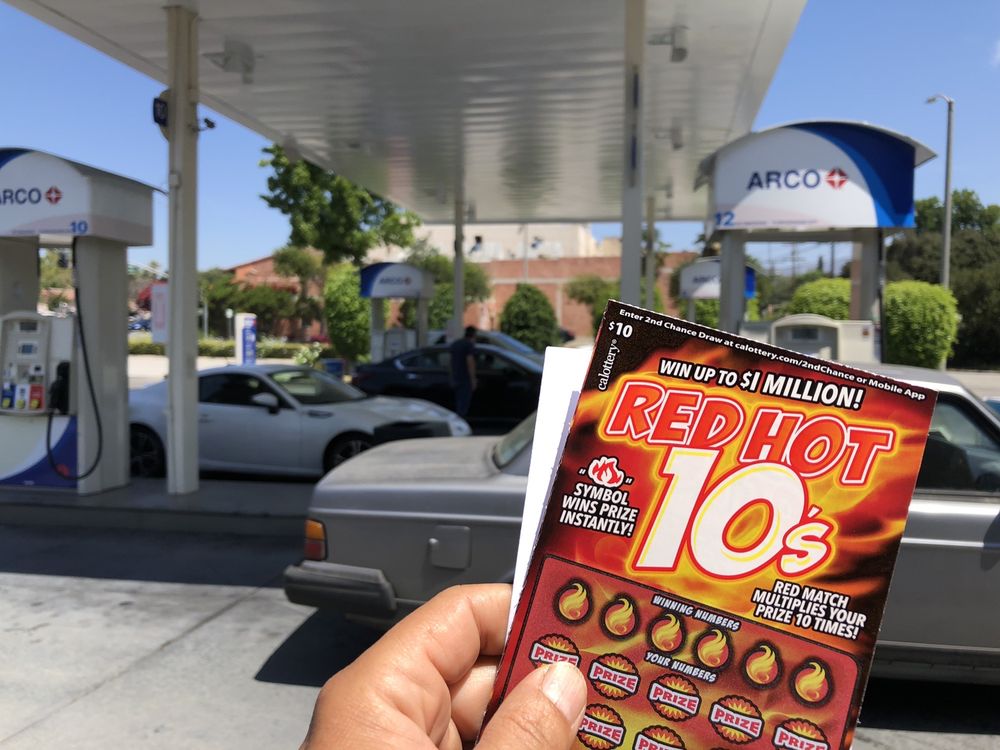 ARCO
10
ARCO
12
ARCO
Enter 2nd Chance Draw at calottery.com/2ndChance or Mobile App
$10
calottery
WIN UP TO $1 MILLION!
RED HOT
10's
"
"
SYMBOL
WINS PRIZE
INSTANTLY!
RED MATCH
MULTIPLIES YOUR
PRIZE 10 TIMES!
WINNING NUMBERS
YOUR NUMBERS
PRIZE
PRIZE
PRIZE
PRIZE
PRIZE
PRIZE
PRIZE